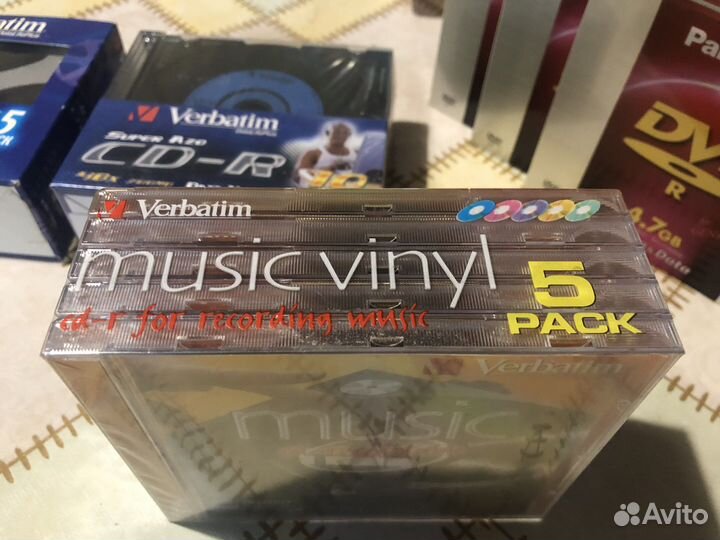 Verbatim
Verbatim
SUPER AZO
CD-R
DVD
R
4.7GB
Data
Verbatim
music vinyl
cd-r for recording music
5
PACK
Verbatim
music
Avito